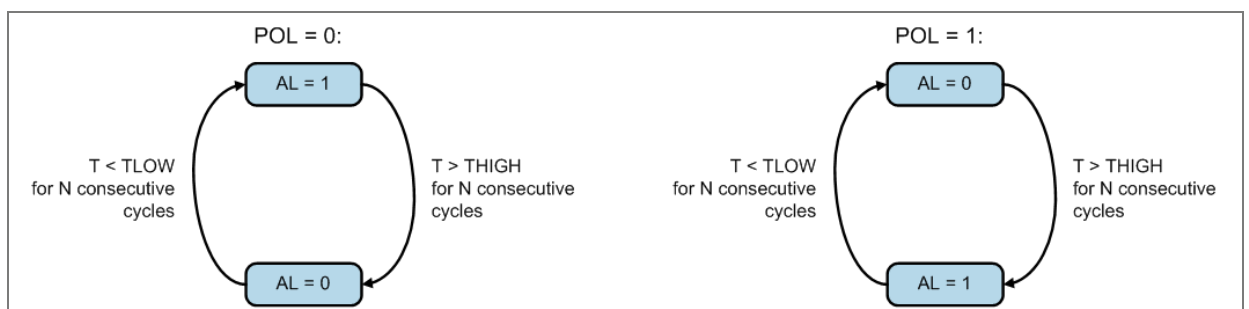 POL = 0:
AL = 1
T < TLOW
for N consecutive
cycles
T > THIGH
for N consecutive
cycles
AL = 0
POL = 1:
AL = 0
T < TLOW
for N consecutive
cycles
T > THIGH
for N consecutive
cycles
AL = 1